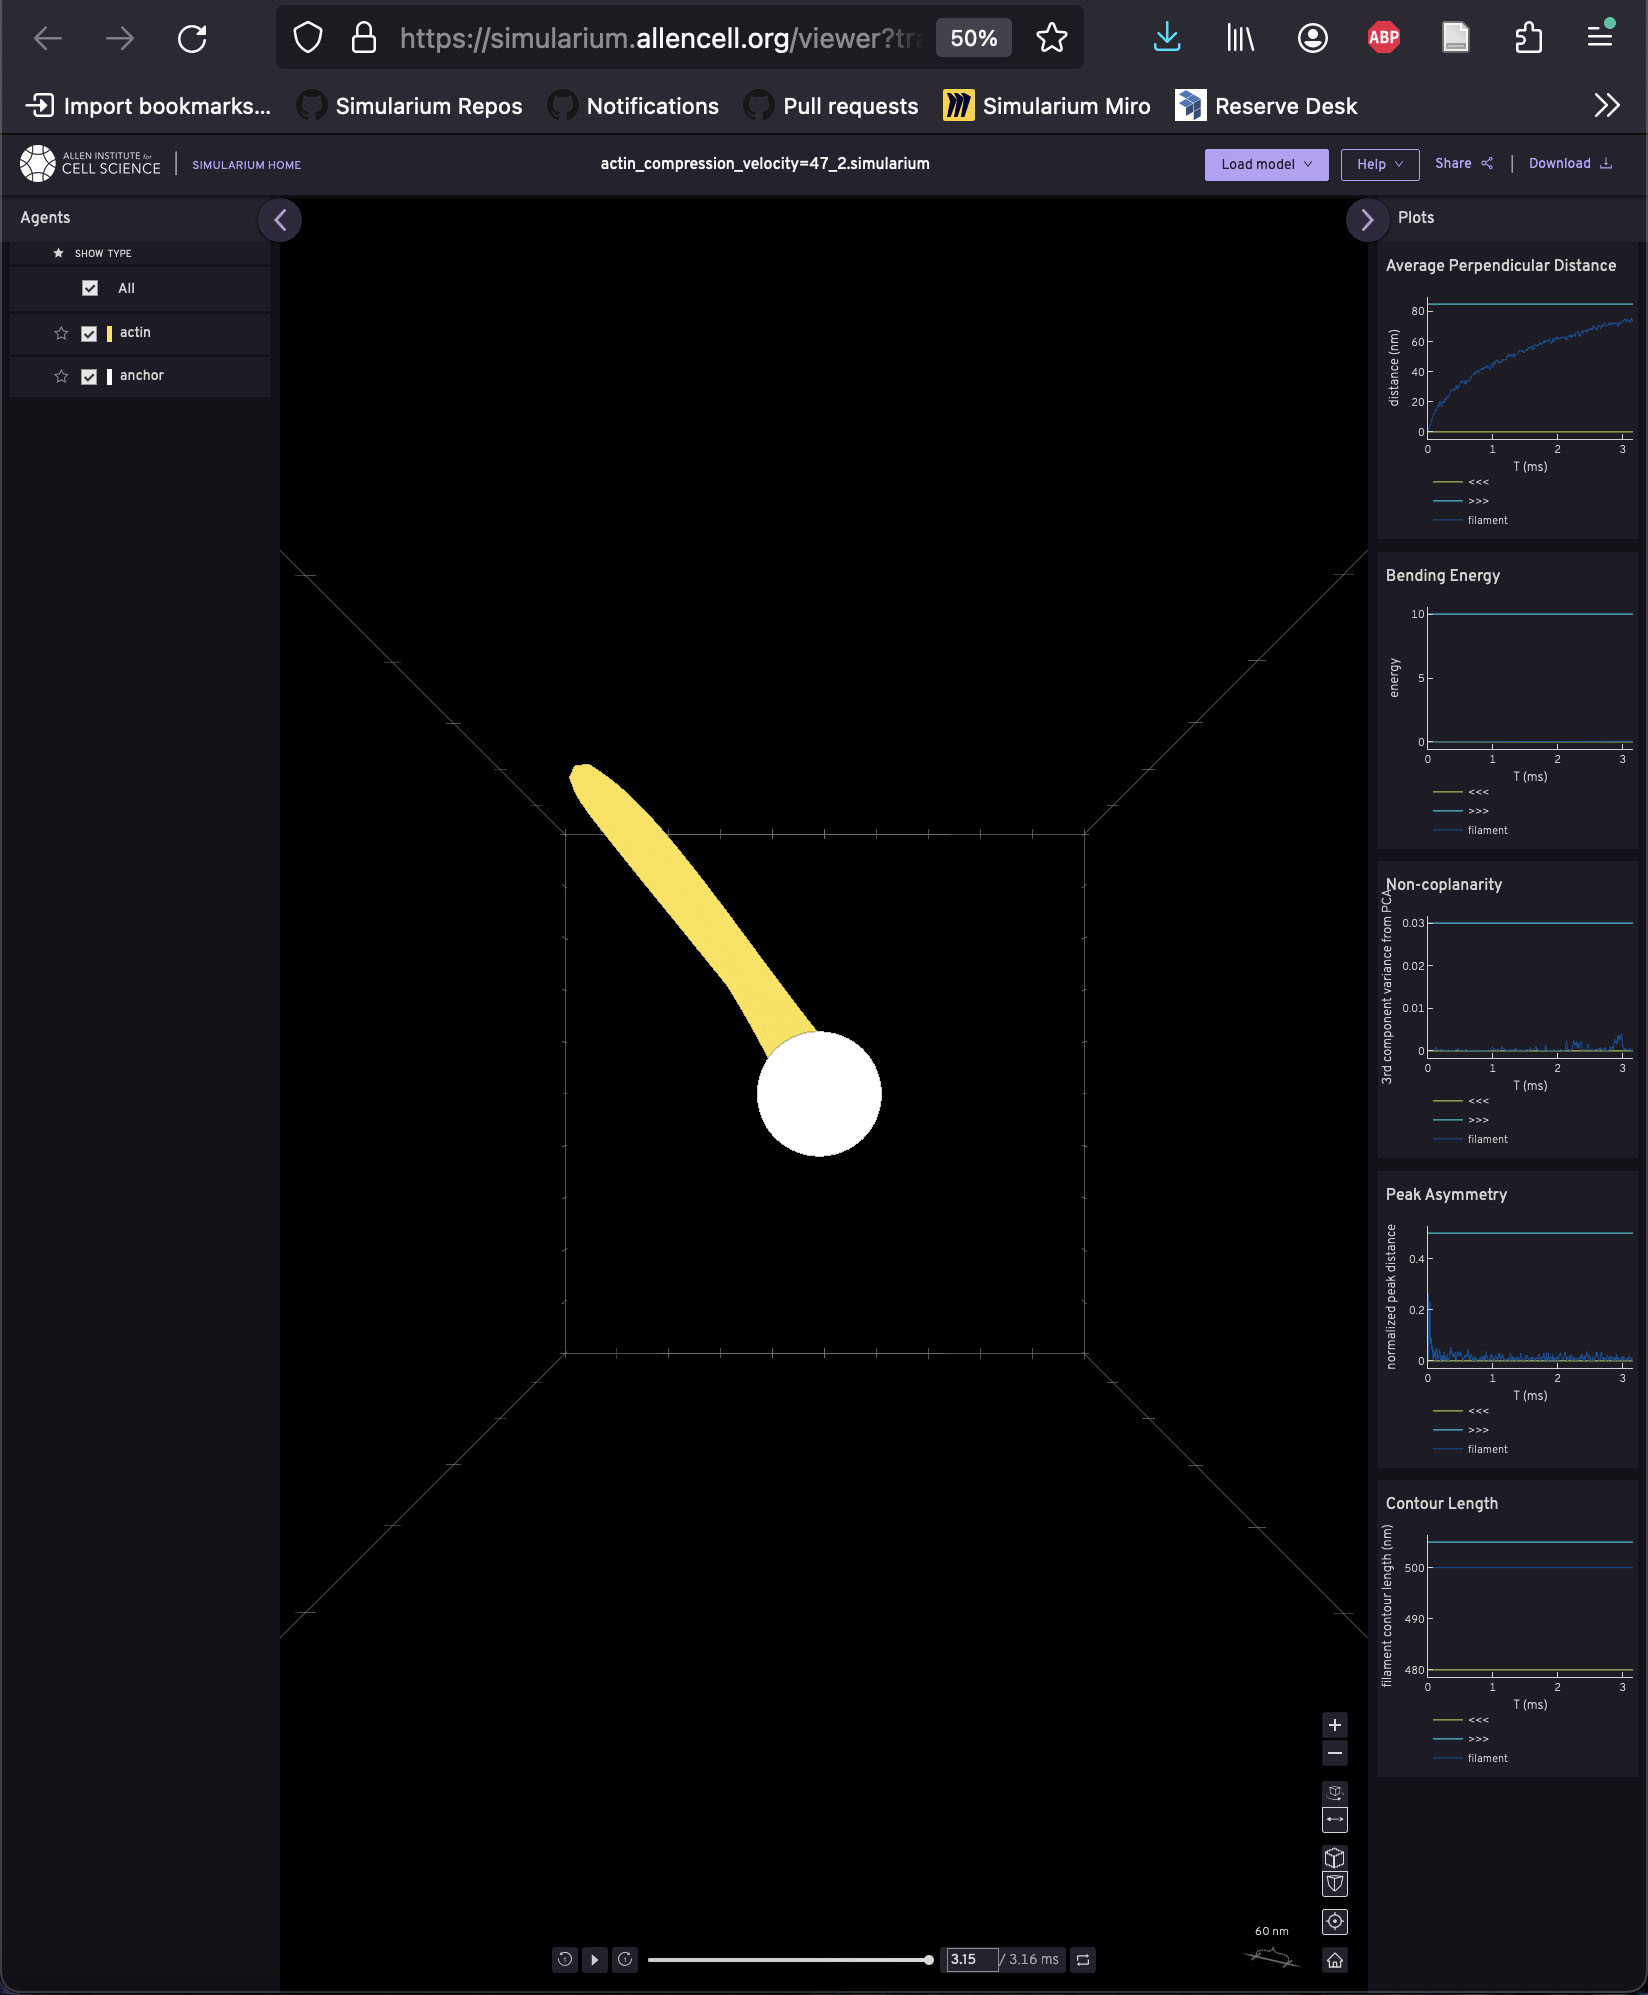 https://simularium.allencell.org/viewer?tra
50%
ABP
Import bookmarks...
Simularium Repos
Notifications
Pull requests
Simularium Miro
Reserve Desk
ALLEN INSTITUTE for
CELL SCIENCE
SIMULARIUM HOME
actin_compression_velocity=47_2.simularium
Load model
Help
Share
Download
Agents
SHOW TYPE
All
actin
anchor
Plots
Average Perpendicular Distance
distance (nm)
80
60
40
20
0
0
1
2
3
T (ms)
<<<
>>>
filament
Bending Energy
energy
10
5
0
0
1
2
3
T (ms)
<<<
>>>
filament
Non-coplanarity
3rd component variance from PCA
0.03
0.02
0.01
0
0
1
2
3
T (ms)
<<<
>>>
filament
Peak Asymmetry
normalized peak distance
0.4
0.2
0
0
1
2
3
T (ms)
<<<
>>>
filament
Contour Length
filament contour length (nm)
500
490
480
0
1
2
3
T (ms)
<<<
>>>
filament
60 nm
3.15 / 3.16 ms